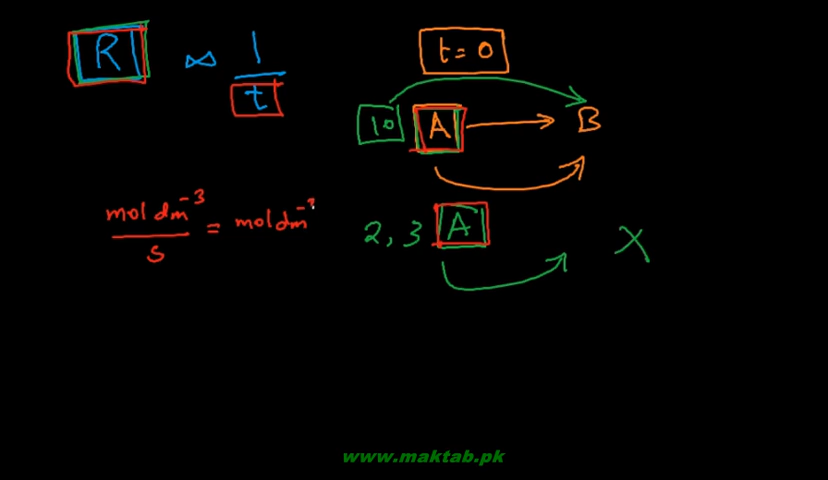 R ∝ 1/t
t = 0
10 A → B
mol dm⁻³/s = mol dm⁻³
2, 3 A X
www.maktab.pk